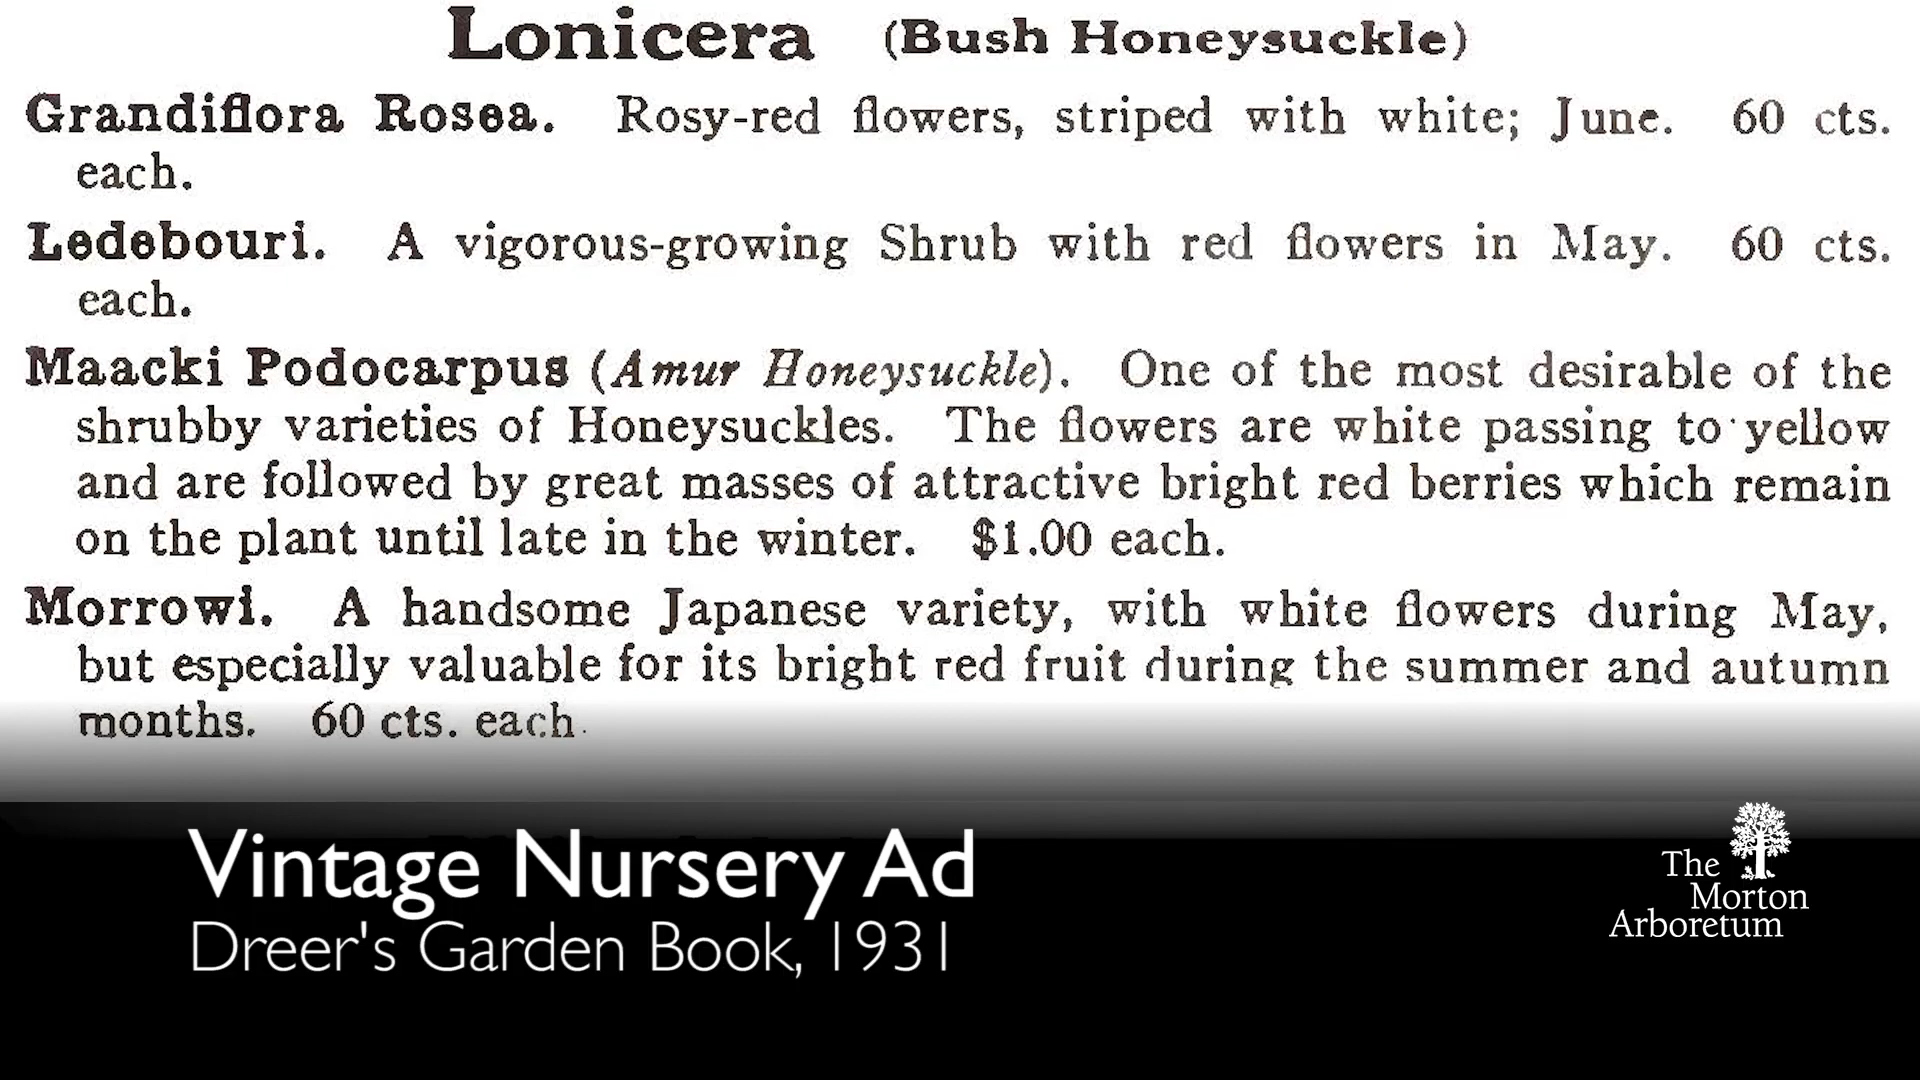 Lonicera (Bush Honeysuckle)
Grandiflora Rosea. Rosy-red flowers, striped with white; June. 60 cts.
each.
Ledebouri. A vigorous-growing Shrub with red flowers in May. 60 cts.
each.
Maacki Podocarpus (Amur Honeysuckle). One of the most desirable of the
shrubby varieties of Honeysuckles. The flowers are white passing to yellow
and are followed by great masses of attractive bright red berries which remain
on the plant until late in the winter. $1.00 each.
Morrowi. A handsome Japanese variety, with white flowers during May,
but especially valuable for its bright red fruit during the summer and autumn
months. 60 cts. each.
Vintage Nursery Ad
Dreer's Garden Book, 1931
The
Morton
Arboretum